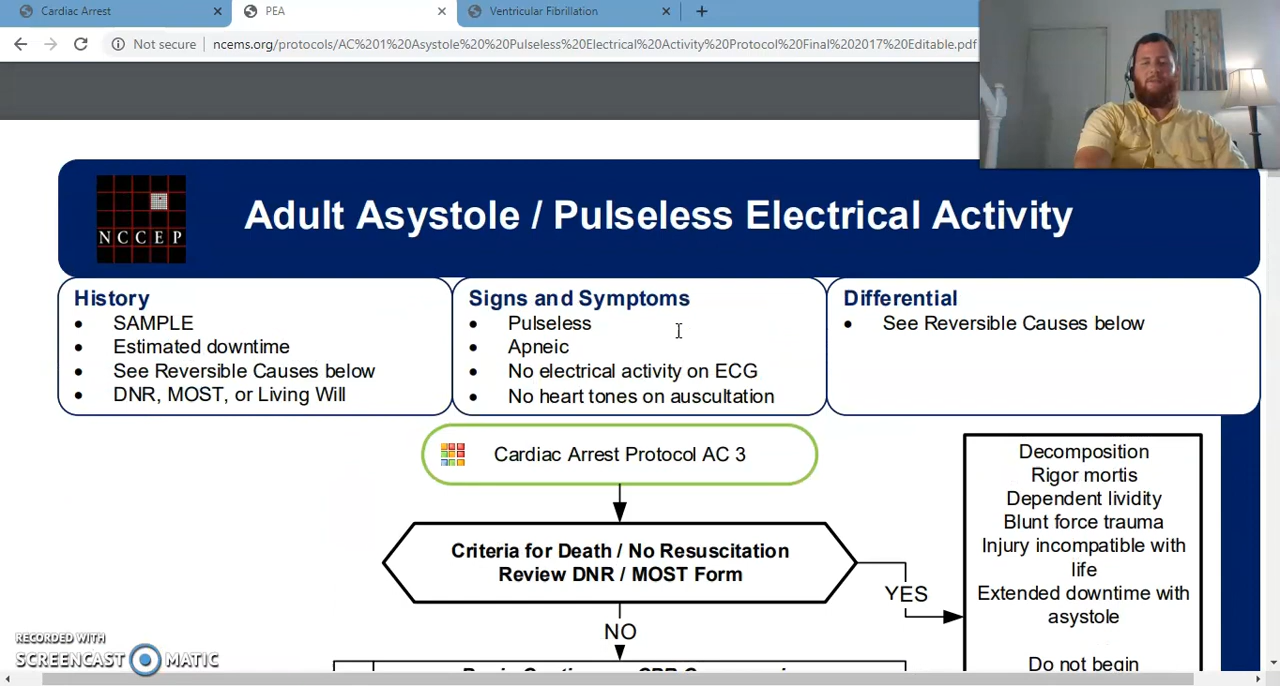 Cardiac Arrest
PEA
Ventricular Fibrillation
Not secure
ncems.org/protocols/AC%201%20Asystole%20%20Pulseless%20Electrical%20Activity%20Protocol%20Final%202017%20Editable.pdf
NCCEP
Adult Asystole / Pulseless Electrical Activity
History
• SAMPLE
• Estimated downtime
• See Reversible Causes below
• DNR, MOST, or Living Will
Signs and Symptoms
• Pulseless
• Apneic
• No electrical activity on ECG
• No heart tones on auscultation
Differential
• See Reversible Causes below
Cardiac Arrest Protocol AC 3
Criteria for Death / No Resuscitation
Review DNR / MOST Form
YES
NO
Decomposition
Rigor mortis
Dependent lividity
Blunt force trauma
Injury incompatible with
life
Extended downtime with
asystole
Do not begin
RECORDED WITH
SCREENCAST MATIC